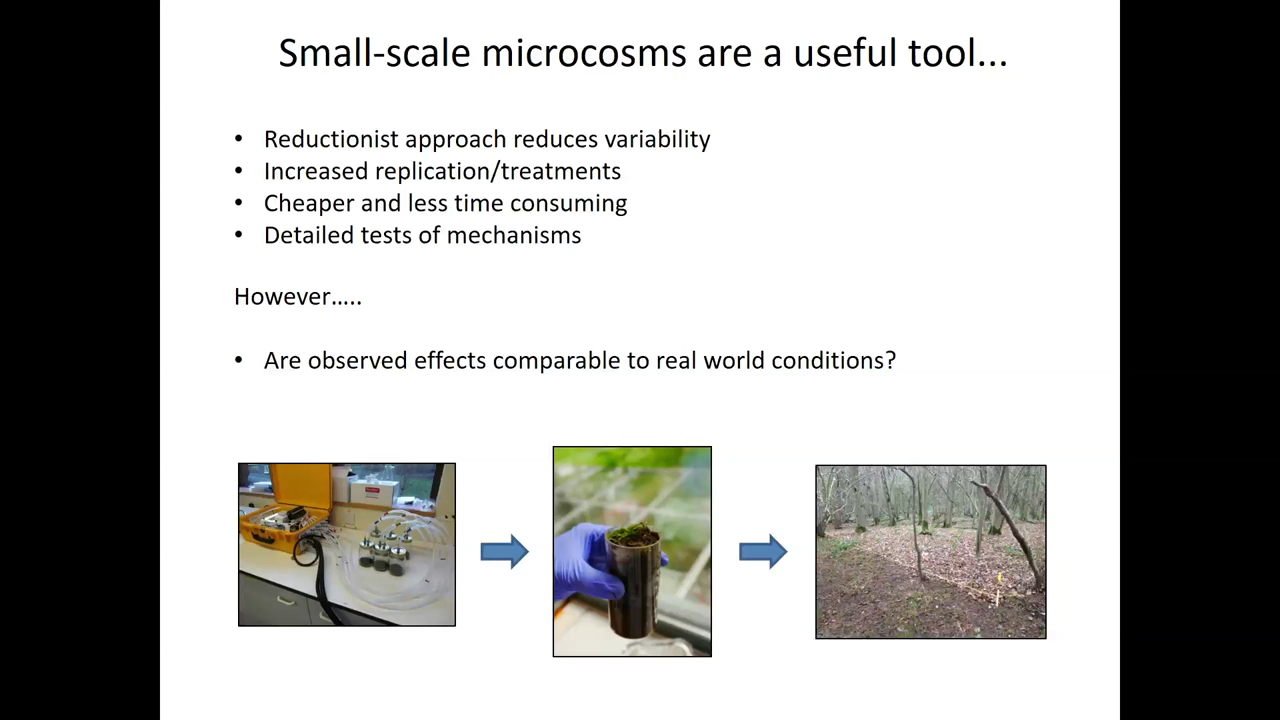 Small-scale microcosms are a useful tool...
• Reductionist approach reduces variability
• Increased replication/treatments
• Cheaper and less time consuming
• Detailed tests of mechanisms
However.....
• Are observed effects comparable to real world conditions?